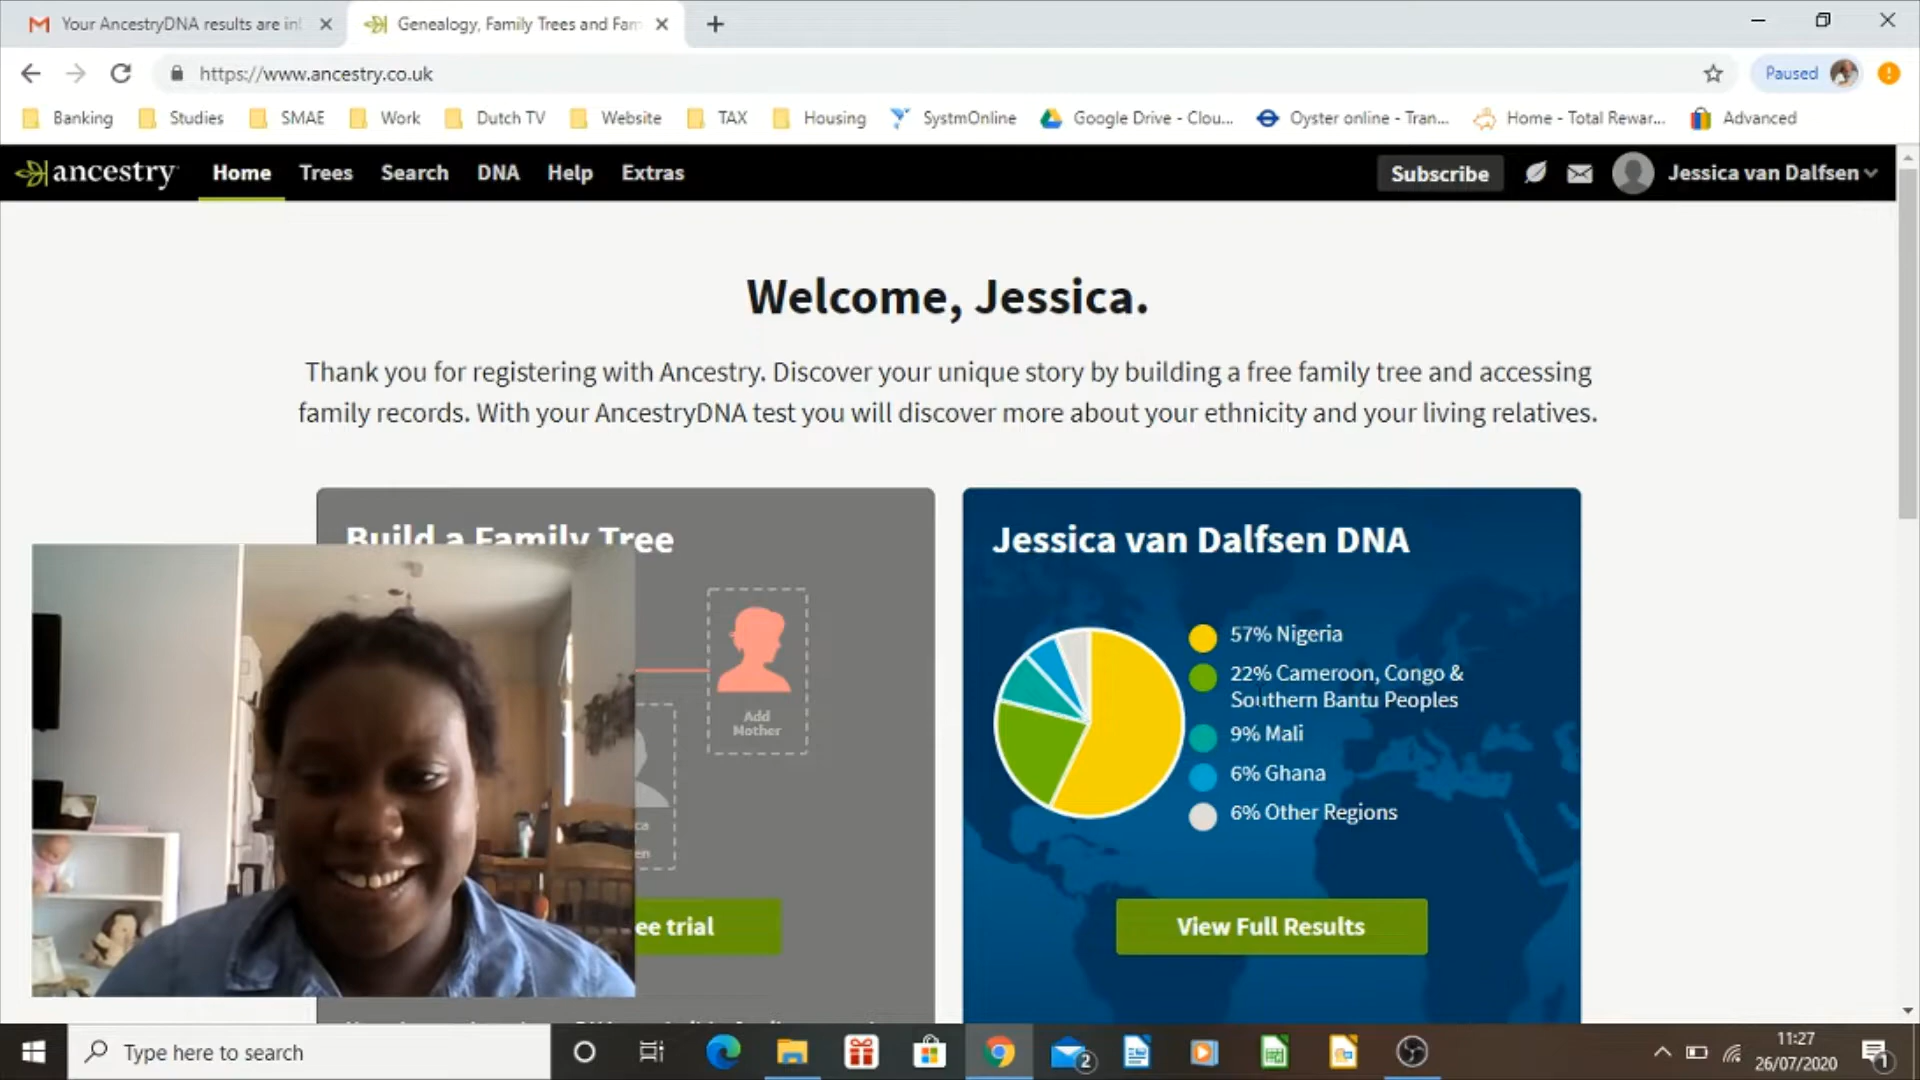 Your AncestryDNA results are in!
Genealogy, Family Trees and Fam
https://www.ancestry.co.uk
Paused
Banking
Studies
SMAE
Work
Dutch TV
Website
TAX
Housing
SystmOnline
Google Drive - Clou...
Oyster online - Tran...
Home - Total Rewar...
Advanced
ancestry
Home
Trees
Search
DNA
Help
Extras
Subscribe
Jessica van Dalfsen
Welcome, Jessica.
Thank you for registering with Ancestry. Discover your unique story by building a free family tree and accessing
family records. With your AncestryDNA test you will discover more about your ethnicity and your living relatives.
Build a Family Tree
Add
Mother
ca
en
ee trial
Jessica van Dalfsen DNA
57% Nigeria
22% Cameroon, Congo &
Southern Bantu Peoples
9% Mali
6% Ghana
6% Other Regions
View Full Results
Type here to search
2
11:27
26/07/2020
1